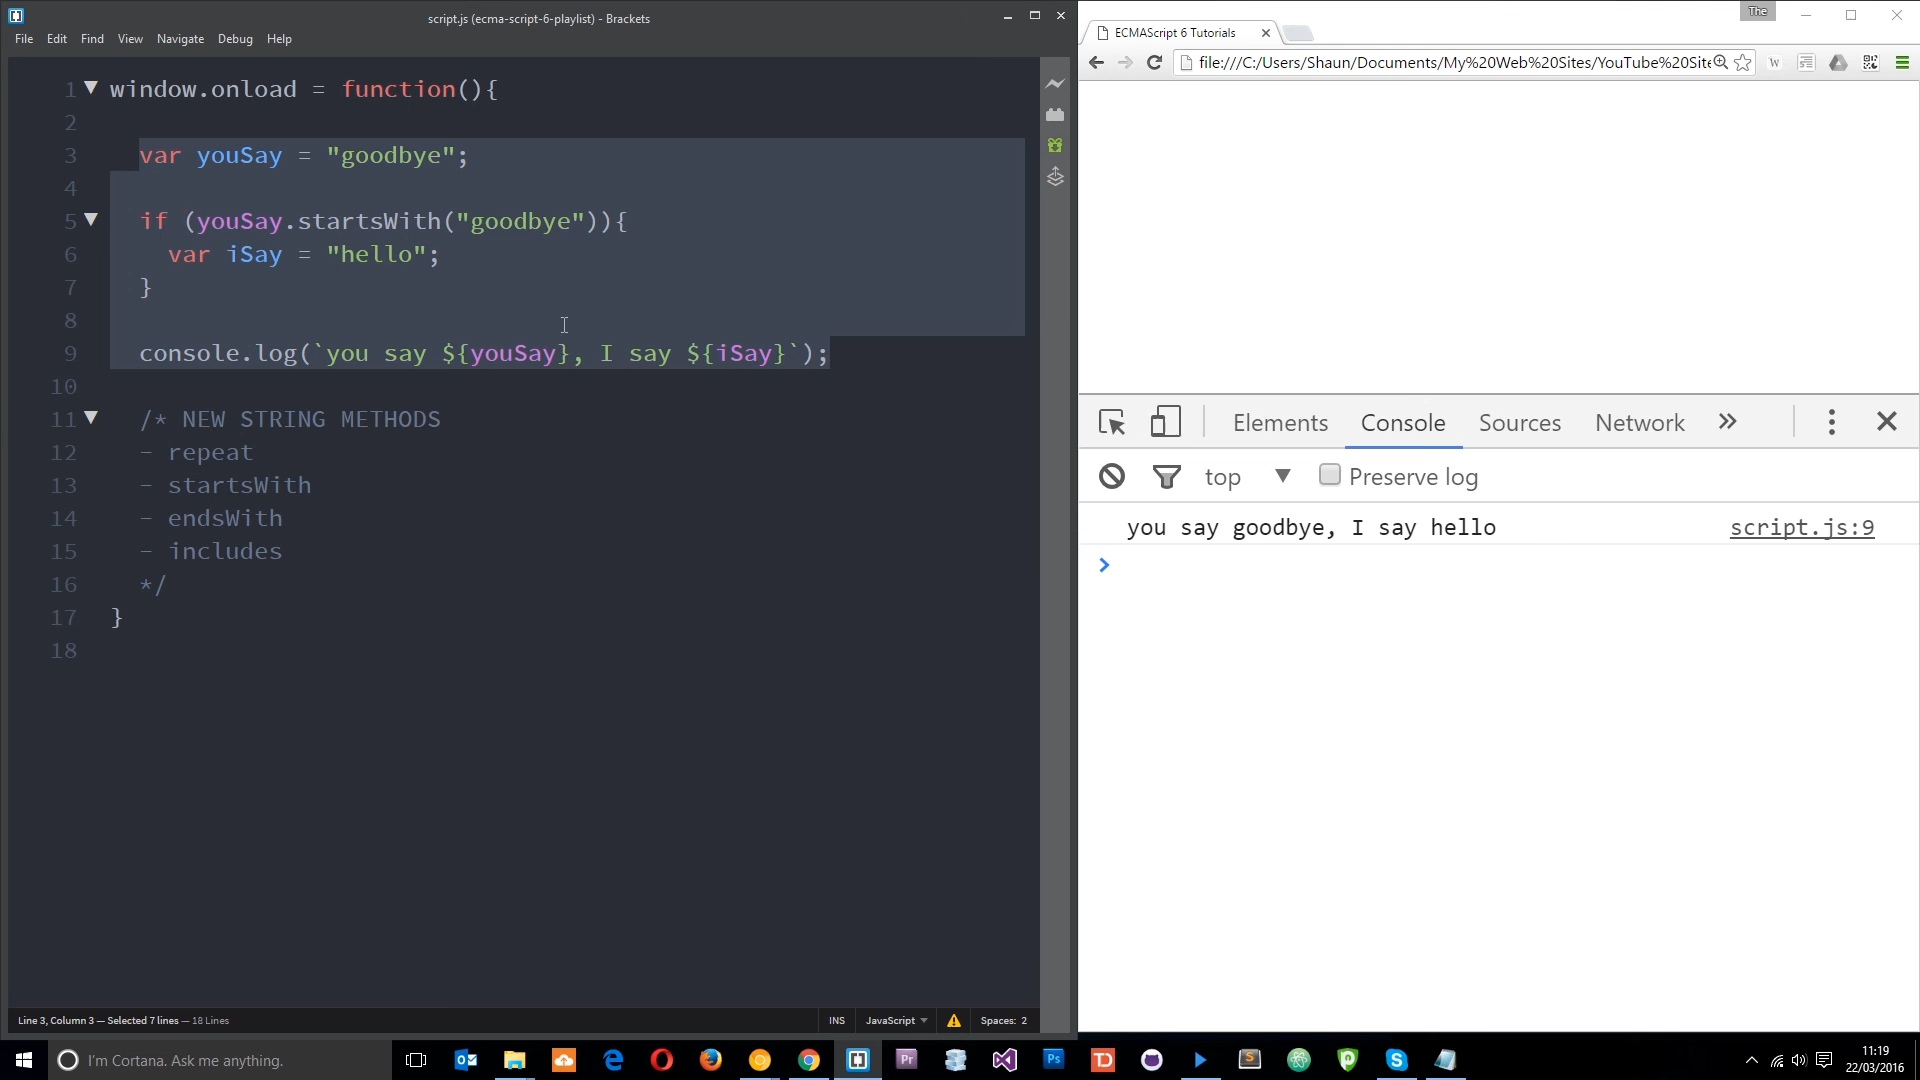 script.js (ecma-script-6-playlist) - Brackets
File Edit Find View Navigate Debug Help
1 window.onload = function(){
2
3 var youSay = "goodbye";
4
5 if (youSay.startsWith("goodbye")){
6 var iSay = "hello";
7 }
8
9 console.log(`you say ${youSay}, I say ${iSay}`);
10
11 /* NEW STRING METHODS
12 - repeat
13 - startsWith
14 - endsWith
15 - includes
16 */
17 }
18
Line 3, Column 3 — Selected 7 lines — 18 Lines
INS JavaScript Spaces: 2
The
ECMAScript 6 Tutorials
file:///C:/Users/Shaun/Documents/My%20Web%20Sites/YouTube%20Site
Elements Console Sources Network
top Preserve log
you say goodbye, I say hello script.js:9
I'm Cortana. Ask me anything.
11:19
22/03/2016